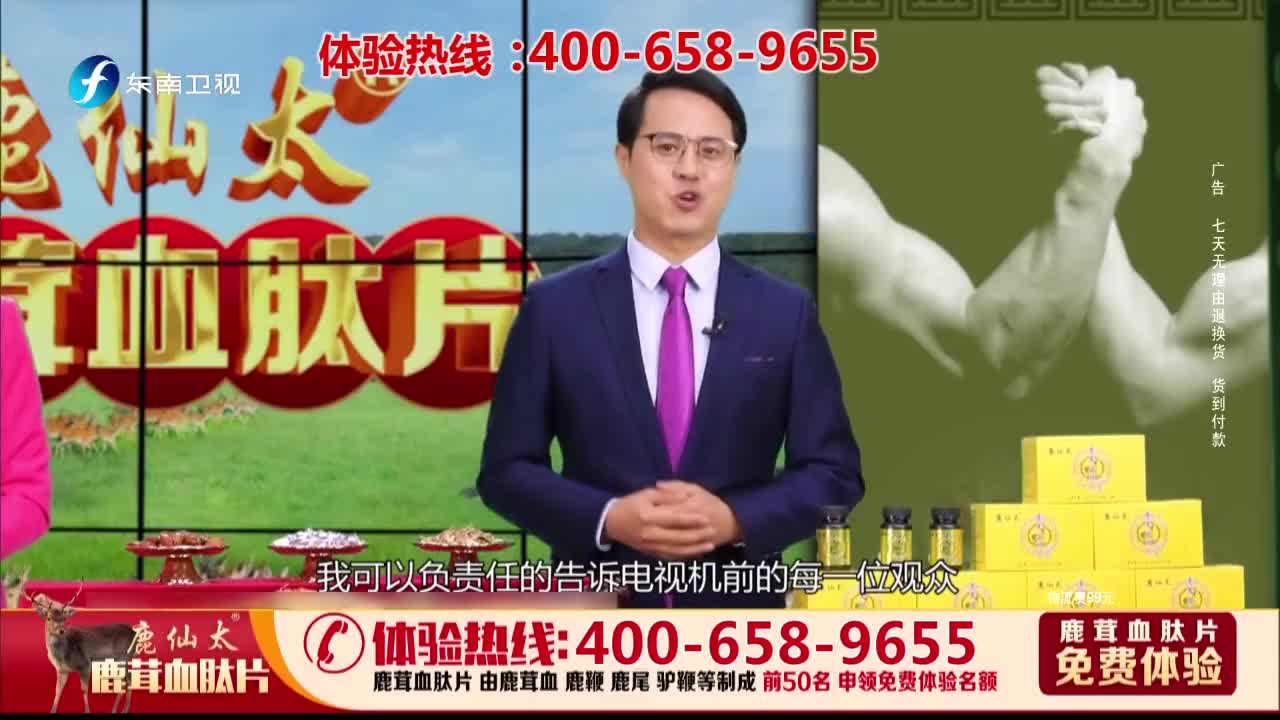 体验热线：400-658-9655
东南卫视
鹿仙太®
鹿茸血肽片
广告 七天无理由退换货 货到付款
我可以负责任的告诉电视机前的每一位观众
物流费99元
鹿仙太®
鹿茸血肽片
体验热线:400-658-9655
鹿茸血肽片 由鹿茸血 鹿鞭 鹿尾 驴鞭等制成 前50名 申领免费体验名额
鹿茸血肽片
免费体验